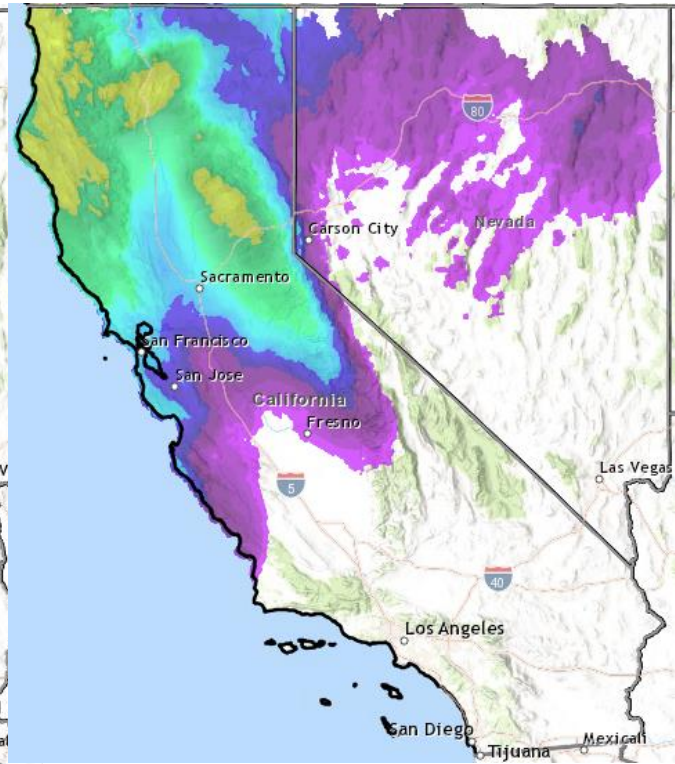 80
Nevada
Carson City
Sacramento
San Francisco
San Jose
California
Fresno
Las Vegas
5
40
Los Angeles
San Diego
Tijuana
Mexicali